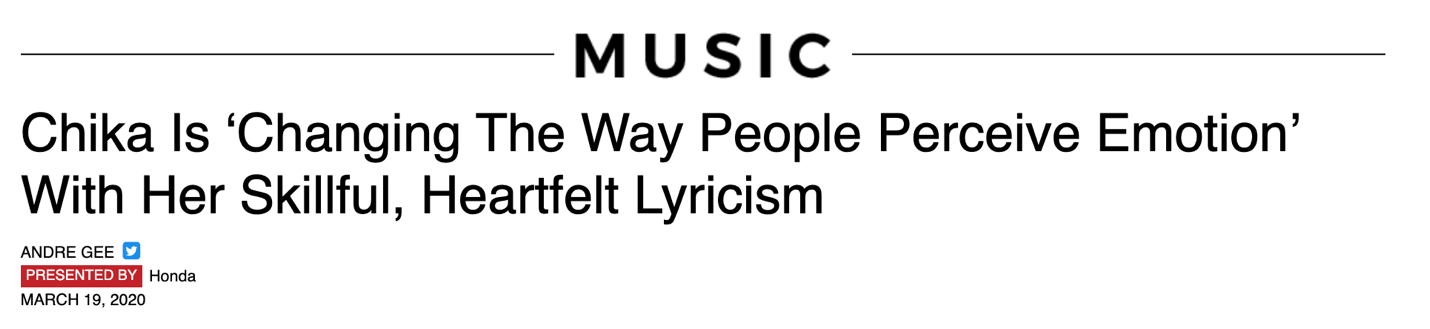 MUSIC
Chika Is ‘Changing The Way People Perceive Emotion’
With Her Skillful, Heartfelt Lyricism
ANDRE GEE
PRESENTED BY Honda
MARCH 19, 2020